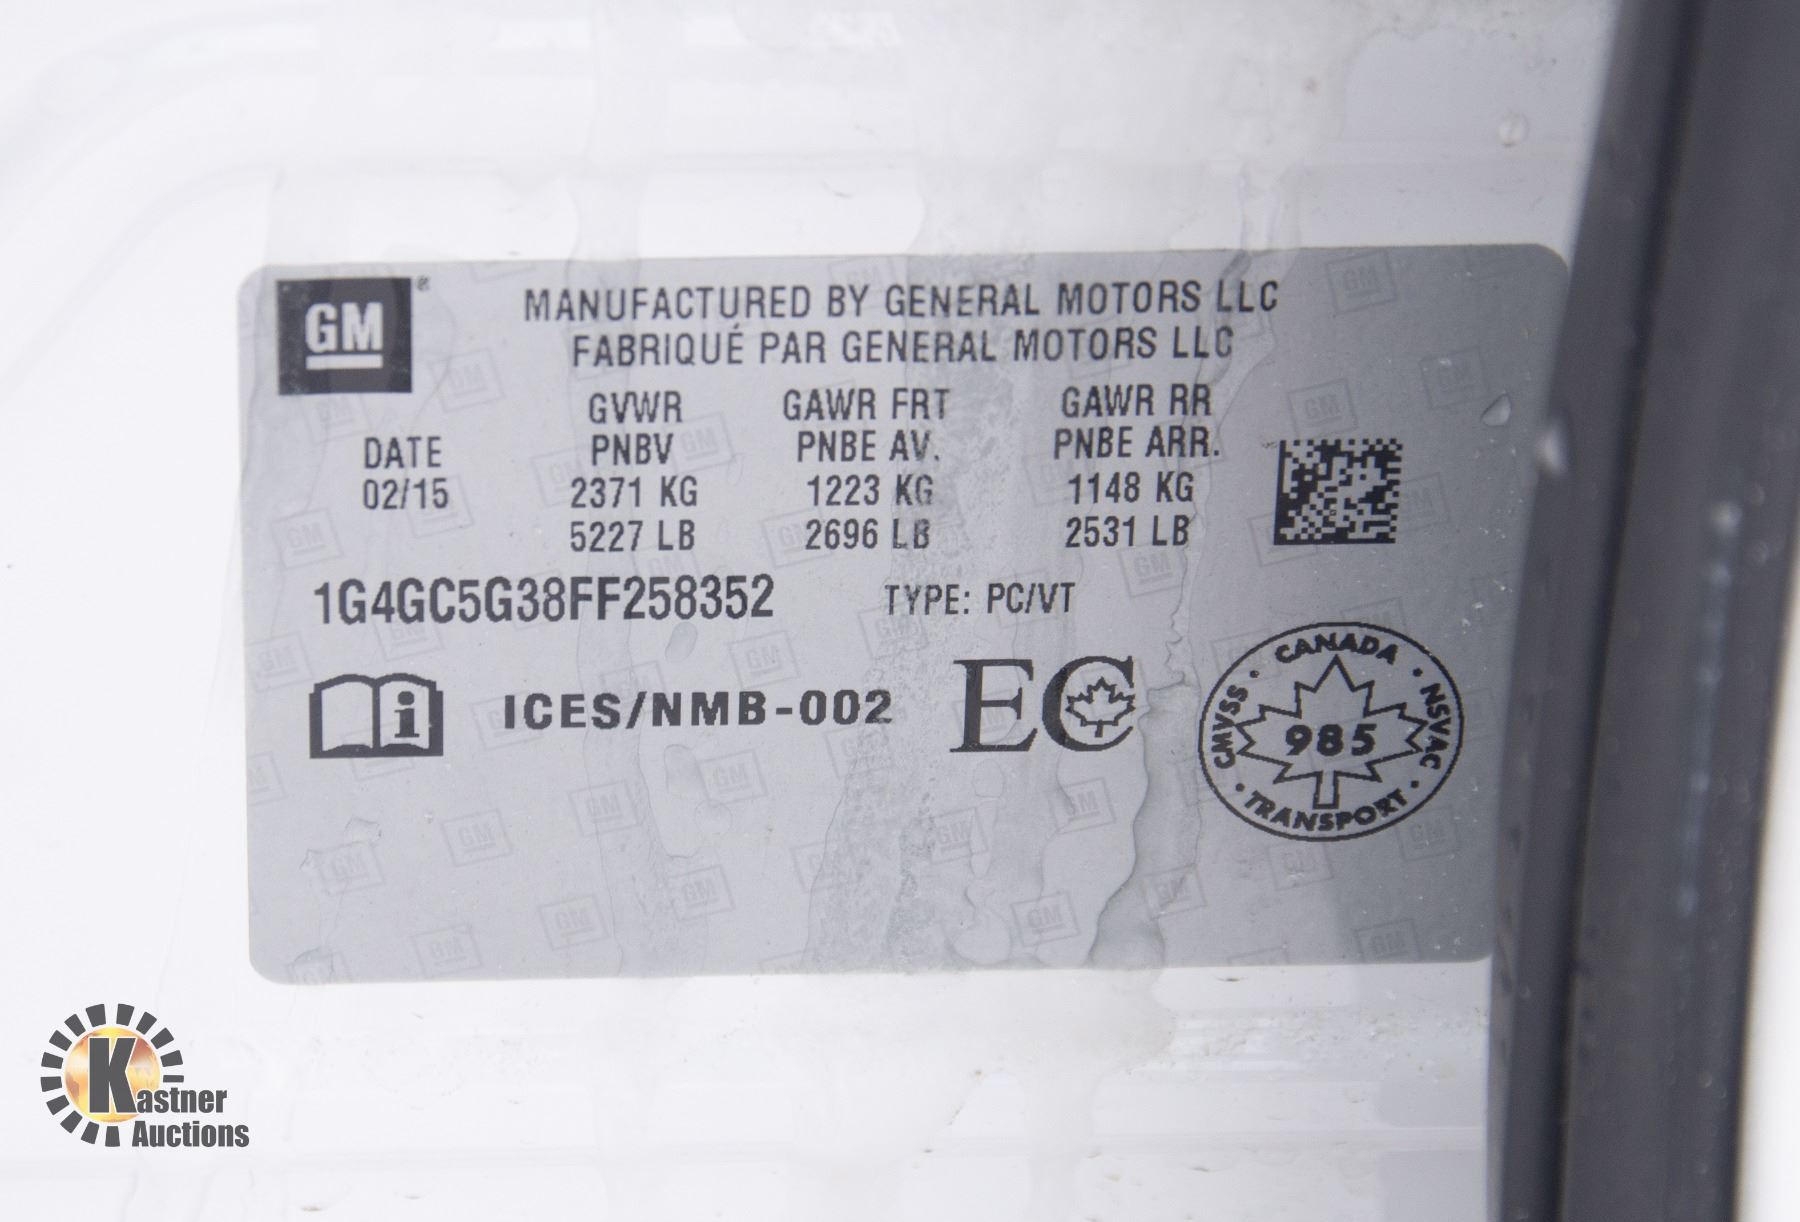 GM®
MANUFACTURED BY GENERAL MOTORS LLC
FABRIQUÉ PAR GENERAL MOTORS LLC
GVWR GAWR FRT GAWR RR
DATE PNBV PNBE AV. PNBE ARR.
02/15 2371 KG 1223 KG 1148 KG
5227 LB 2696 LB 2531 LB
1G4GC5G38FF258352 TYPE: PC/VT
i ICES/NMB-002 EC
CANADA
CMVSS · 985 · NSVAC
TRANSPORT
Kastner
Auctions